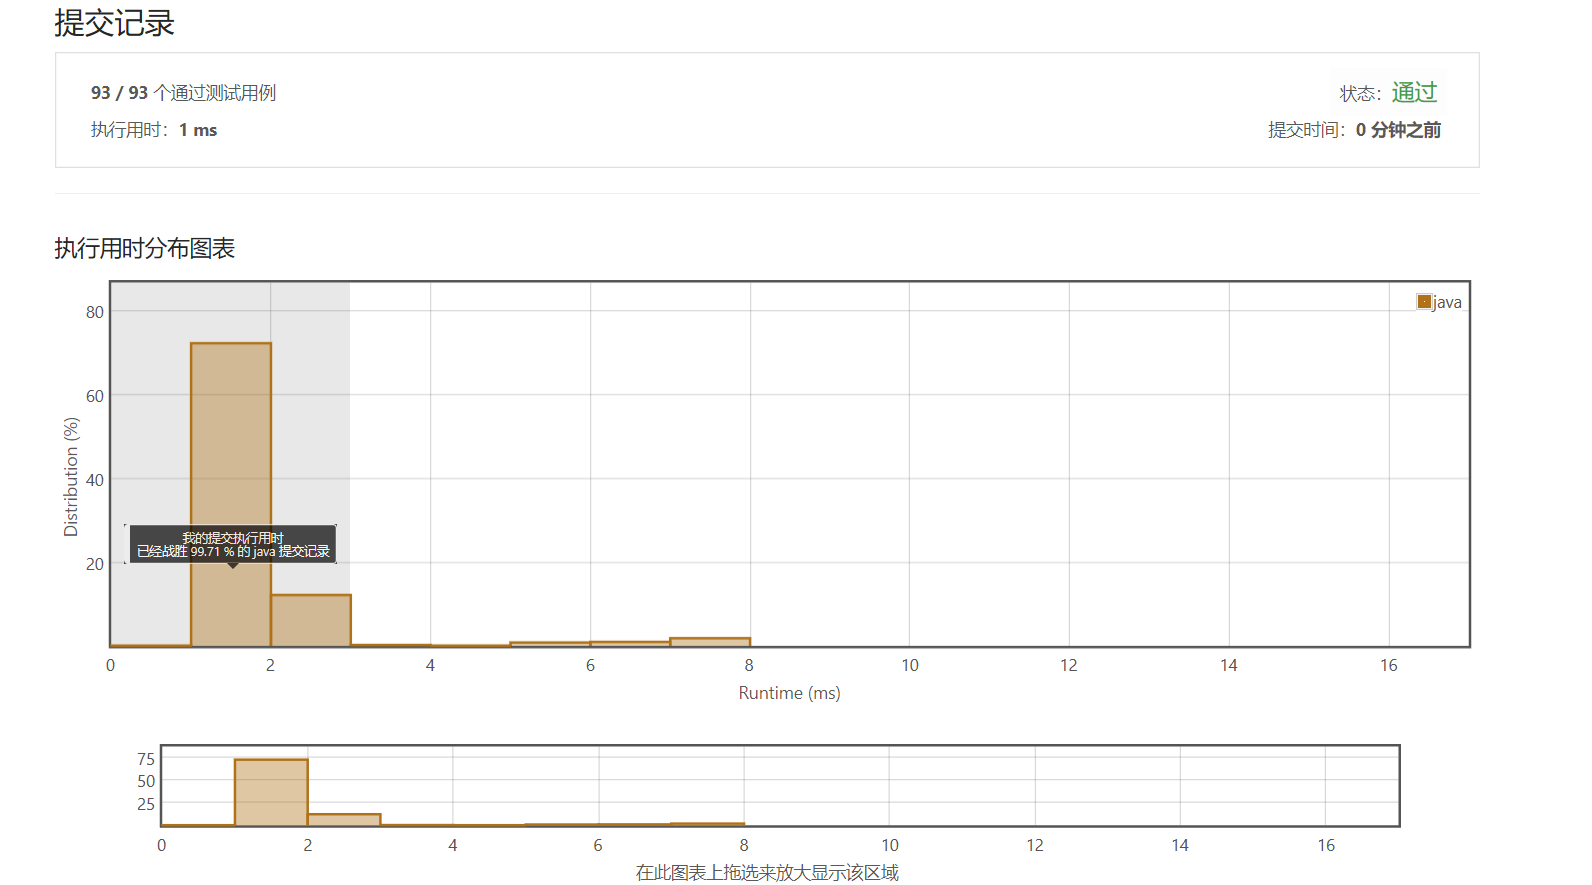 提交记录
93 / 93 个通过测试用例
状态：通过
执行用时：1 ms
提交时间：0 分钟之前
执行用时分布图表
java
80
60
40
20
Distribution (%)
我的提交执行用时
已经战胜 99.71 % 的 java 提交记录
0 2 4 6 8 10 12 14 16
Runtime (ms)
75
50
25
0 2 4 6 8 10 12 14 16
在此图表上拖选来放大显示该区域